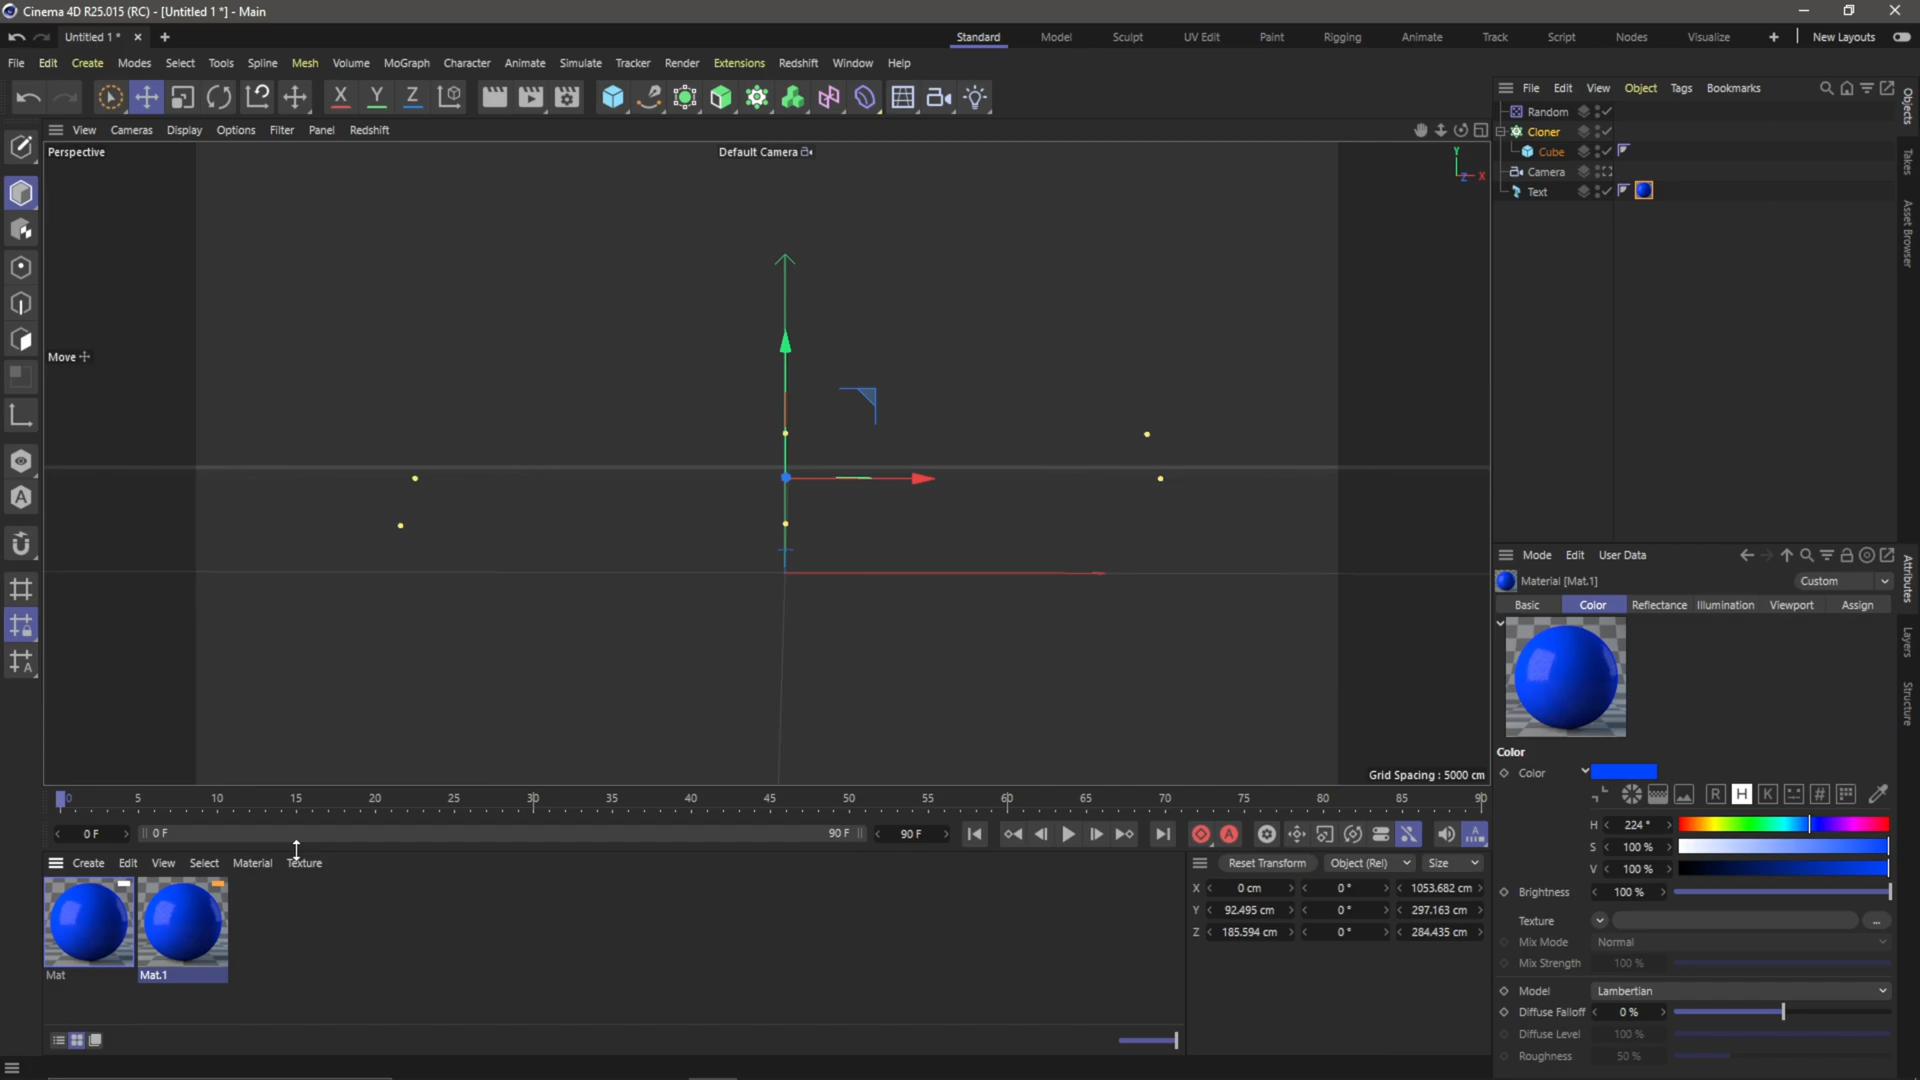 Cinema 4D R25.015 (RC) - [Untitled 1 *] - Main
Untitled 1 *
Standard Model Sculpt UV Edit Paint Rigging Animate Track Script Nodes Visualize New Layouts
File Edit Create Modes Select Tools Spline Mesh Volume MoGraph Character Animate Simulate Tracker Render Extensions Redshift Window Help
X Y Z
File Edit View Object Tags Bookmarks
Random
Cloner
Cube
Camera
Text
Objects
Takes
Asset Browser
View Cameras Display Options Filter Panel Redshift
Perspective
Default Camera
Y
Z
X
Move
Grid Spacing : 5000 cm
0 5 10 15 20 25 30 35 40 45 50 55 60 65 70 75 80 85 90
0 F 0 F 90 F 90 F
Create Edit View Select Material Texture
Mat
Mat.1
Reset Transform Object (Rel) Size
X 0 cm 0 ° 1053.682 cm
Y 92.495 cm 0 ° 297.163 cm
Z 185.594 cm 0 ° 284.435 cm
Mode Edit User Data
Material [Mat.1] Custom
Basic Color Reflectance Illumination Viewport Assign
Color
Color
R H K #
H 224 °
S 100 %
V 100 %
Brightness 100 %
Texture ...
Mix Mode Normal
Mix Strength 100 %
Model Lambertian
Diffuse Falloff 0 %
Diffuse Level 100 %
Roughness 50 %
Attributes
Layers
Structure